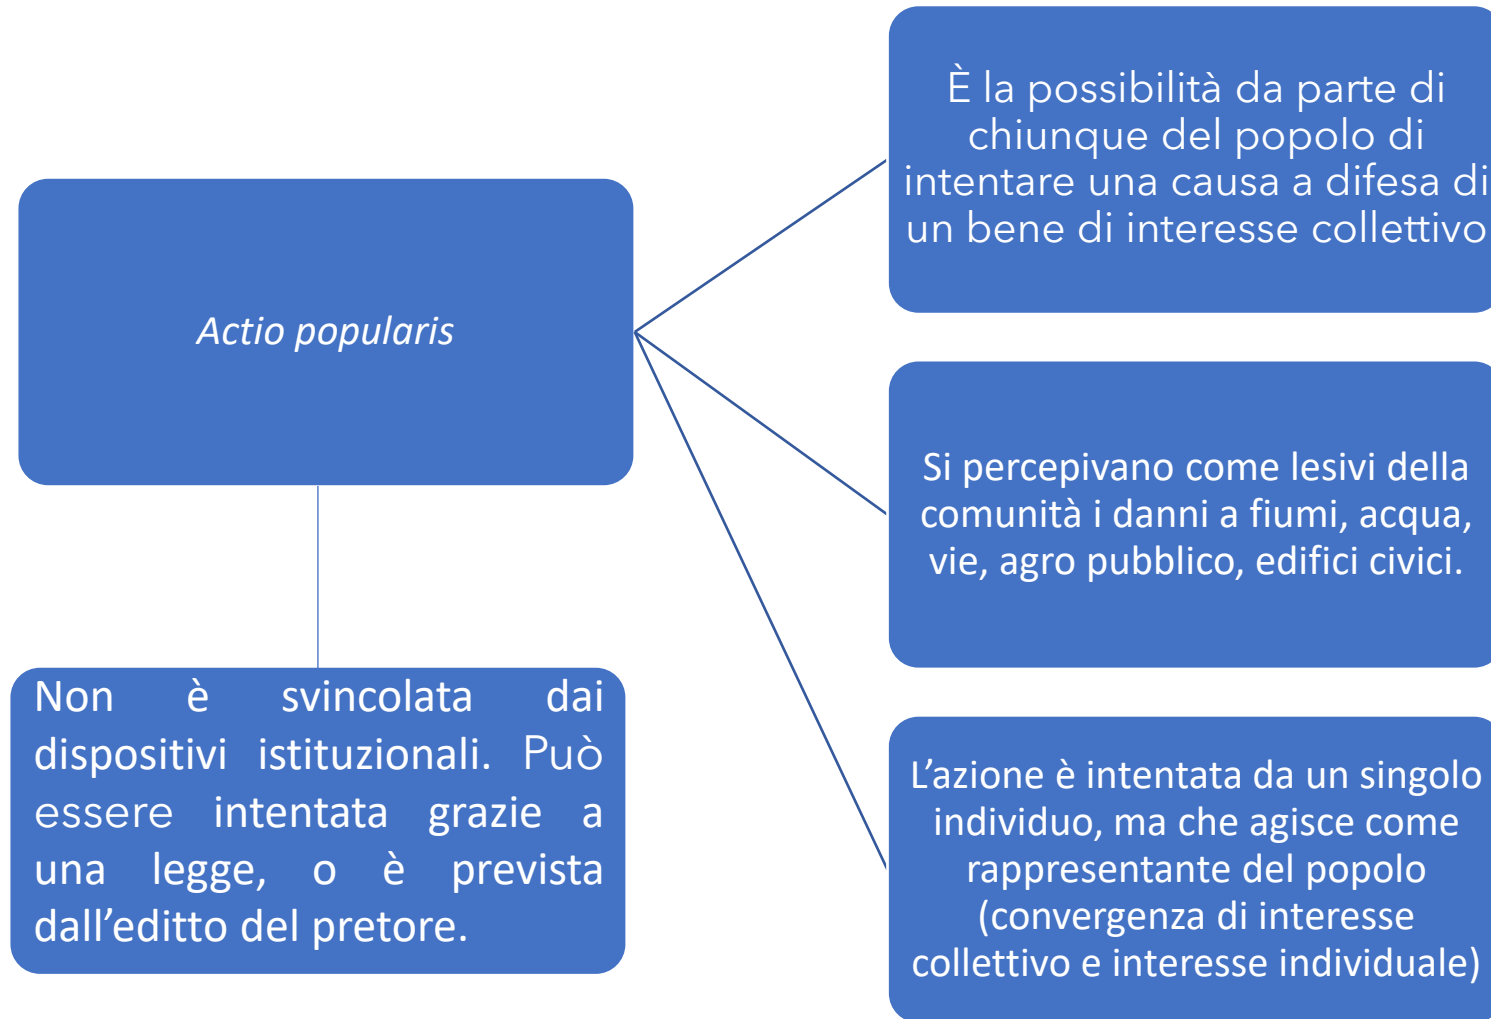 Actio popularis
Non è svincolata dai
dispositivi istituzionali. Può
essere intentata grazie a
una legge, o è prevista
dall’editto del pretore.
È la possibilità da parte di
chiunque del popolo di
intentare una causa a difesa di
un bene di interesse collettivo
Si percepivano come lesivi della
comunità i danni a fiumi, acqua,
vie, agro pubblico, edifici civici.
L’azione è intentata da un singolo
individuo, ma che agisce come
rappresentante del popolo
(convergenza di interesse
collettivo e interesse individuale)